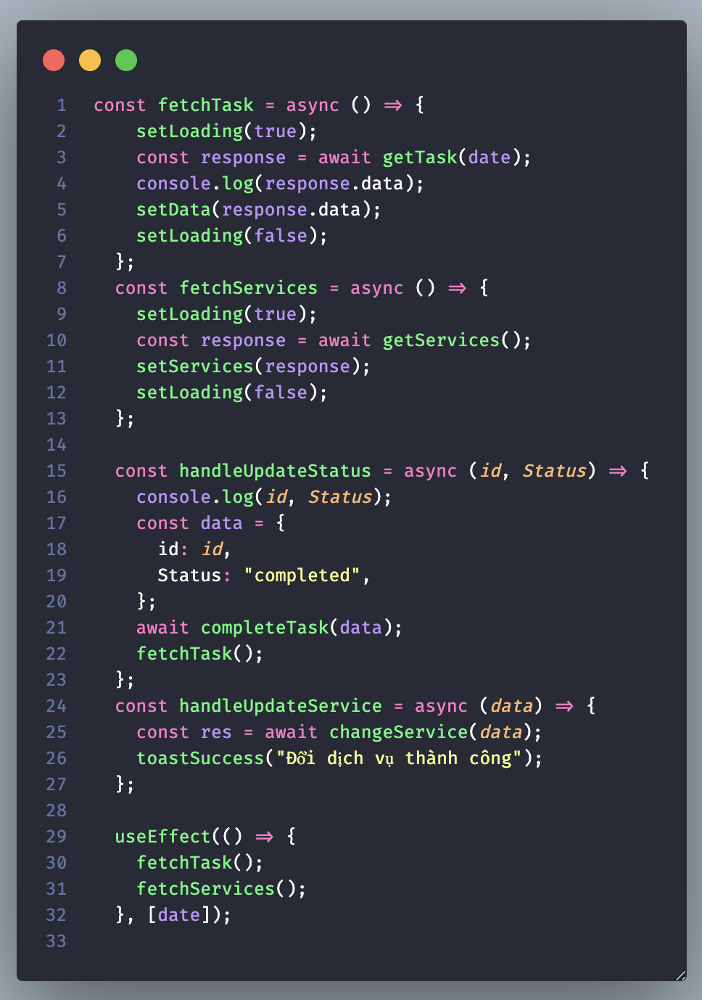 1 const fetchTask = async () => {
2 setLoading(true);
3 const response = await getTask(date);
4 console.log(response.data);
5 setData(response.data);
6 setLoading(false);
7 };
8 const fetchServices = async () => {
9 setLoading(true);
10 const response = await getServices();
11 setServices(response);
12 setLoading(false);
13 };
14
15 const handleUpdateStatus = async (id, Status) => {
16 console.log(id, Status);
17 const data = {
18 id: id,
19 Status: "completed",
20 };
21 await completeTask(data);
22 fetchTask();
23 };
24 const handleUpdateService = async (data) => {
25 const res = await changeService(data);
26 toastSuccess("Đổi dịch vụ thành công");
27 };
28
29 useEffect(() => {
30 fetchTask();
31 fetchServices();
32 }, [date]);
33